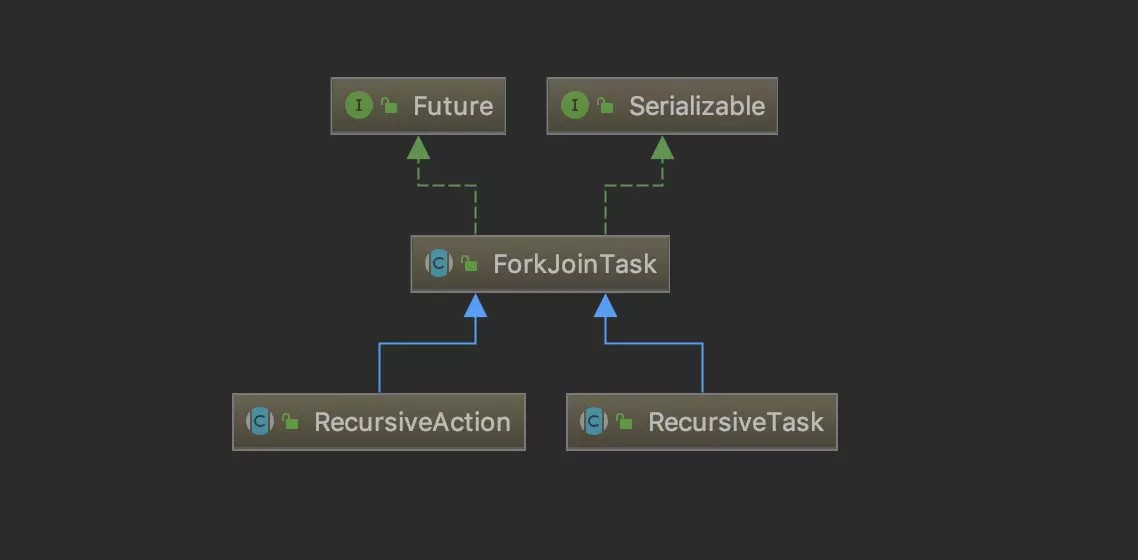 I Future
I Serializable
C ForkJoinTask
C RecursiveAction
C RecursiveTask